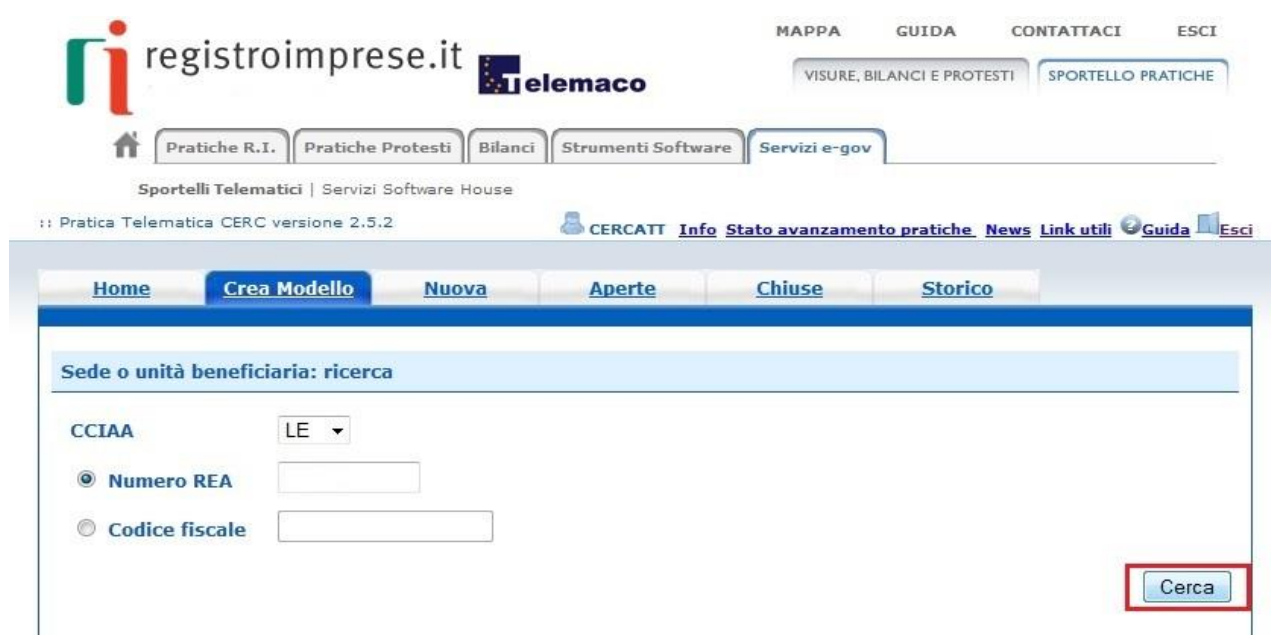 MAPPA GUIDA CONTATTACI ESCI
registroimprese.it Telemaco
VISURE, BILANCI E PROTESTI SPORTELLO PRATICHE
Pratiche R.I. Pratiche Protesti Bilanci Strumenti Software Servizi e-gov
Sportelli Telematici | Servizi Software House
:: Pratica Telematica CERC versione 2.5.2 CERCATT Info Stato avanzamento pratiche News Link utili ? Guida Esci
Home Crea Modello Nuova Aperte Chiuse Storico
Sede o unità beneficiaria: ricerca
CCIAA LE
Numero REA
Codice fiscale
Cerca